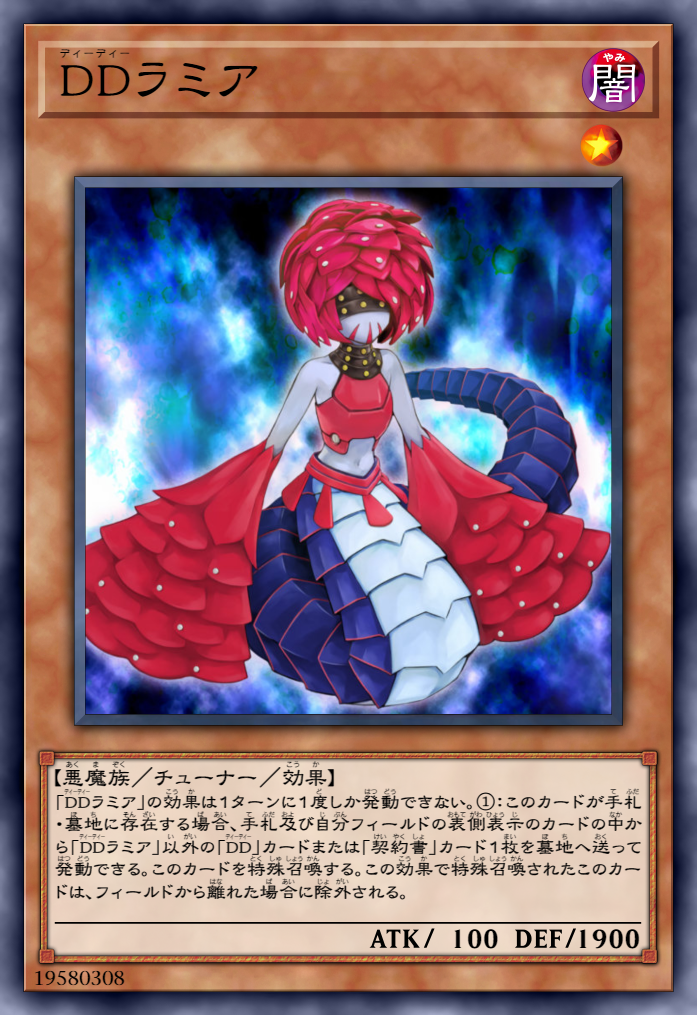 ディーディー
DDラミア
やみ
闇
【悪魔族／チューナー／効果】
「DDラミア」の効果は1ターンに1度しか発動できない。①：このカードが手札
・墓地に存在する場合、手札及び自分フィールドの表側表示のカードの中か
ら「DDラミア」以外の「DD」カードまたは「契約書」カード1枚を墓地へ送って
発動できる。このカードを特殊召喚する。この効果で特殊召喚されたこのカー
ドは、フィールドから離れた場合に除外される。
ATK/ 100 DEF/1900
19580308